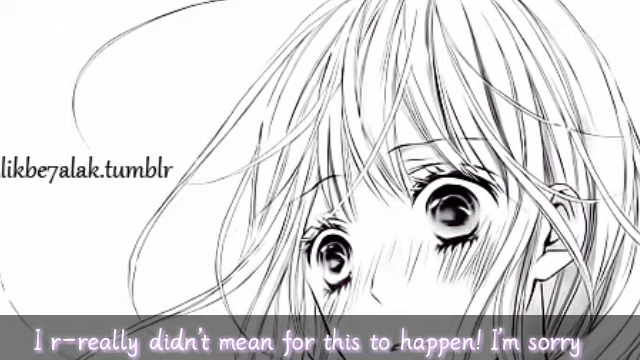 likbe7alak.tumblr
I r-really didn't mean for this to happen! I'm sorry